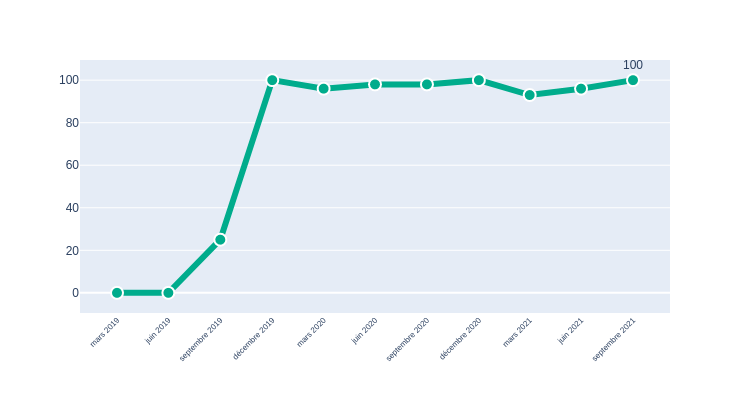 100
100
80
60
40
20
0
mars 2019
juin 2019
septembre 2019
décembre 2019
mars 2020
juin 2020
septembre 2020
décembre 2020
mars 2021
juin 2021
septembre 2021